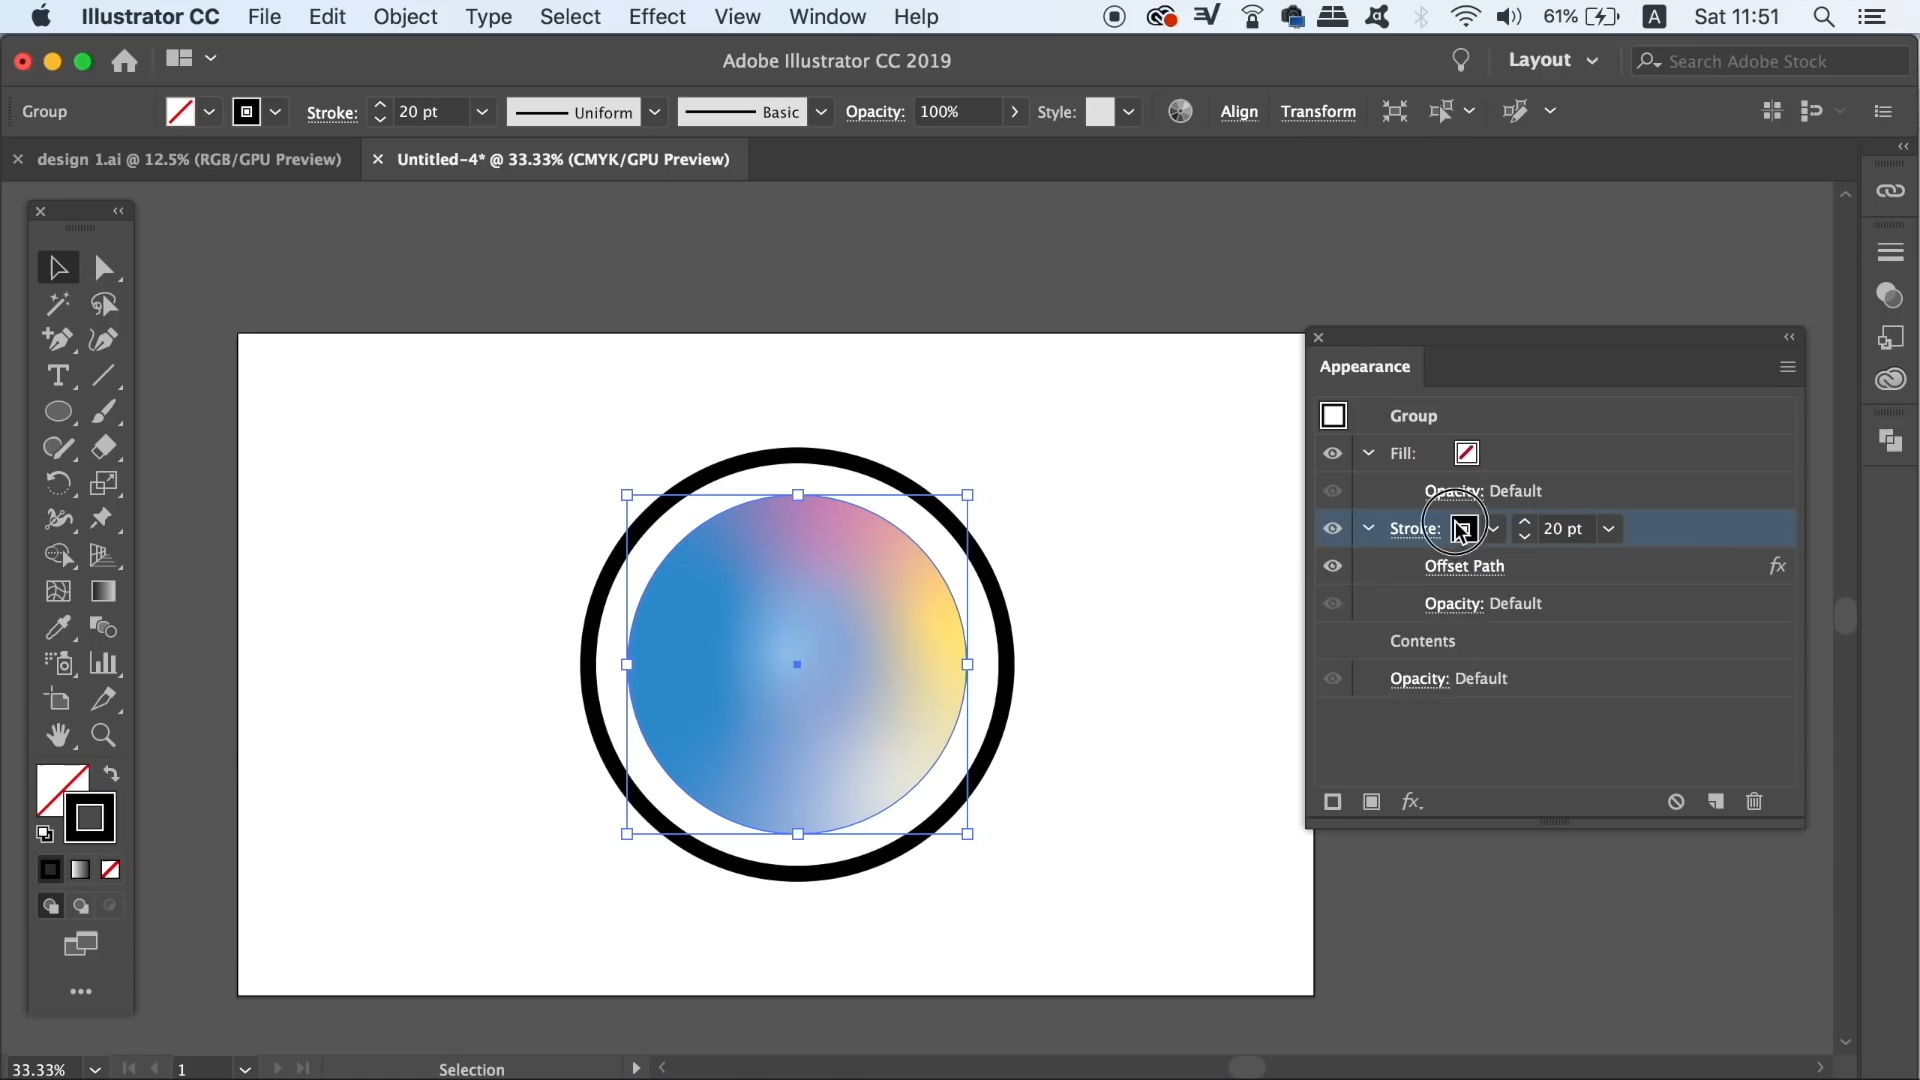 Illustrator CC File Edit Object Type Select Effect View Window Help 61% A Sat 11:51
Adobe Illustrator CC 2019 Layout Search Adobe Stock
Group Stroke: 20 pt Uniform Basic Opacity: 100% Style: Align Transform
design 1.ai @ 12.5% (RGB/GPU Preview) Untitled-4* @ 33.33% (CMYK/GPU Preview)
Appearance
Group
Fill:
Opacity: Default
Stroke: 20 pt
Offset Path fx
Opacity: Default
Contents
Opacity: Default
fx
33.33% 1 Selection